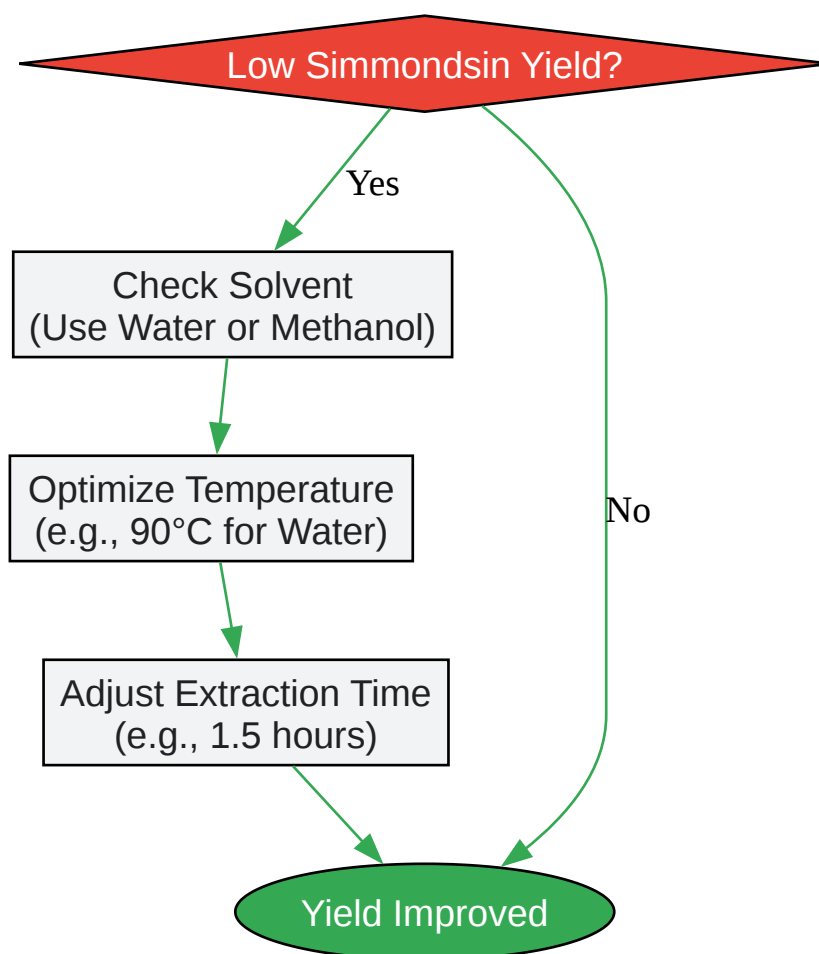 Low Simmondsin Yield?
Yes
Check Solvent
(Use Water or Methanol)
Optimize Temperature
(e.g., 90°C for Water)
No
Adjust Extraction Time
(e.g., 1.5 hours)
Yield Improved